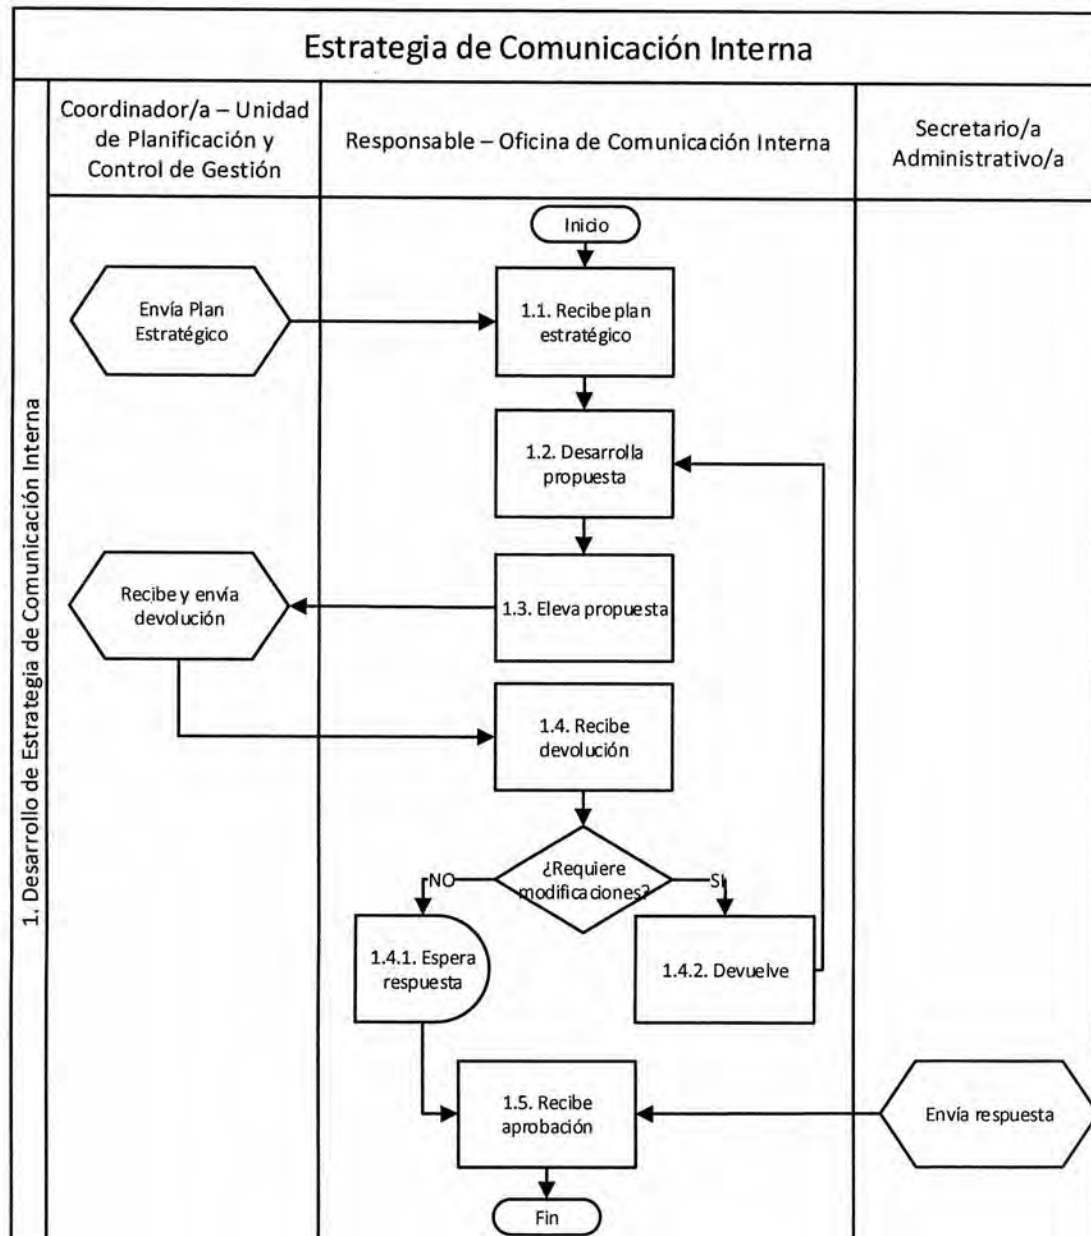 Estrategia de Comunicación Interna
Coordinador/a – Unidad
de Planificación y
Control de Gestión
Responsable – Oficina de Comunicación Interna
Secretario/a
Administrativo/a
1. Desarrollo de Estrategia de Comunicación Interna
Inicio
Envía Plan
Estratégico
1.1. Recibe plan
estratégico
1.2. Desarrolla
propuesta
Recibe y envía
devolución
1.3. Eleva propuesta
1.4. Recibe
devolución
¿Requiere
modificaciones?
NO
SI
1.4.1. Espera
respuesta
1.4.2. Devuelve
1.5. Recibe
aprobación
Envía respuesta
Fin